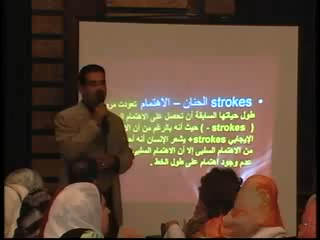 • strokes الحنان – الاهتمام تعودت
طول حياتها السابقة أن تحصل على الاهتمام
( strokes - ) حيث أنه بالرغم من أن
الإيجابي strokes+ يشعر الإنسان أنه
من الاهتمام السلبي إلا أن الاهتمام
عدم وجود اهتمام على طول الخط .